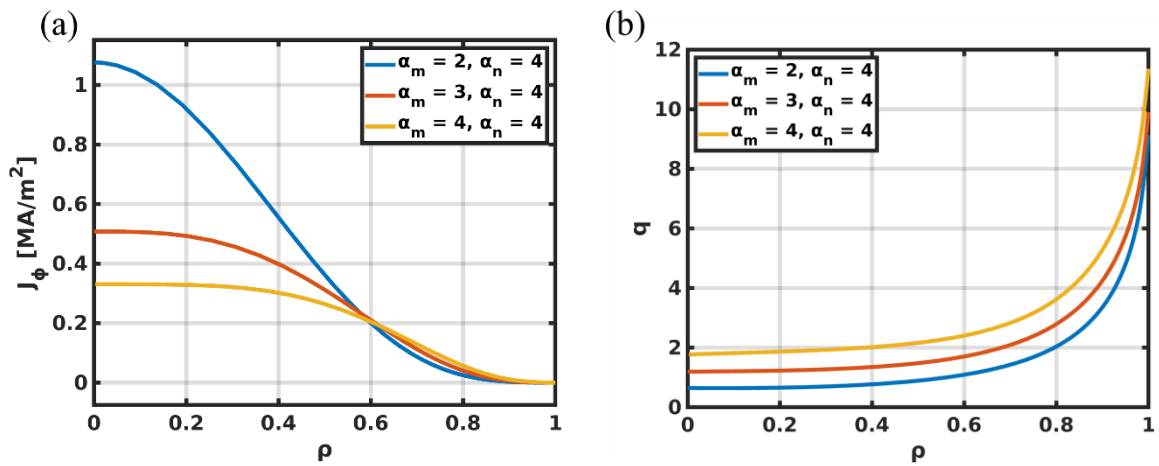 (a)
J_ϕ [MA/m²]
1
0.8
0.6
0.4
0.2
0
α_m = 2, α_n = 4
α_m = 3, α_n = 4
α_m = 4, α_n = 4
0 0.2 0.4 0.6 0.8 1
ρ
(b)
q
12
10
8
6
4
2
0
α_m = 2, α_n = 4
α_m = 3, α_n = 4
α_m = 4, α_n = 4
0 0.2 0.4 0.6 0.8 1
ρ